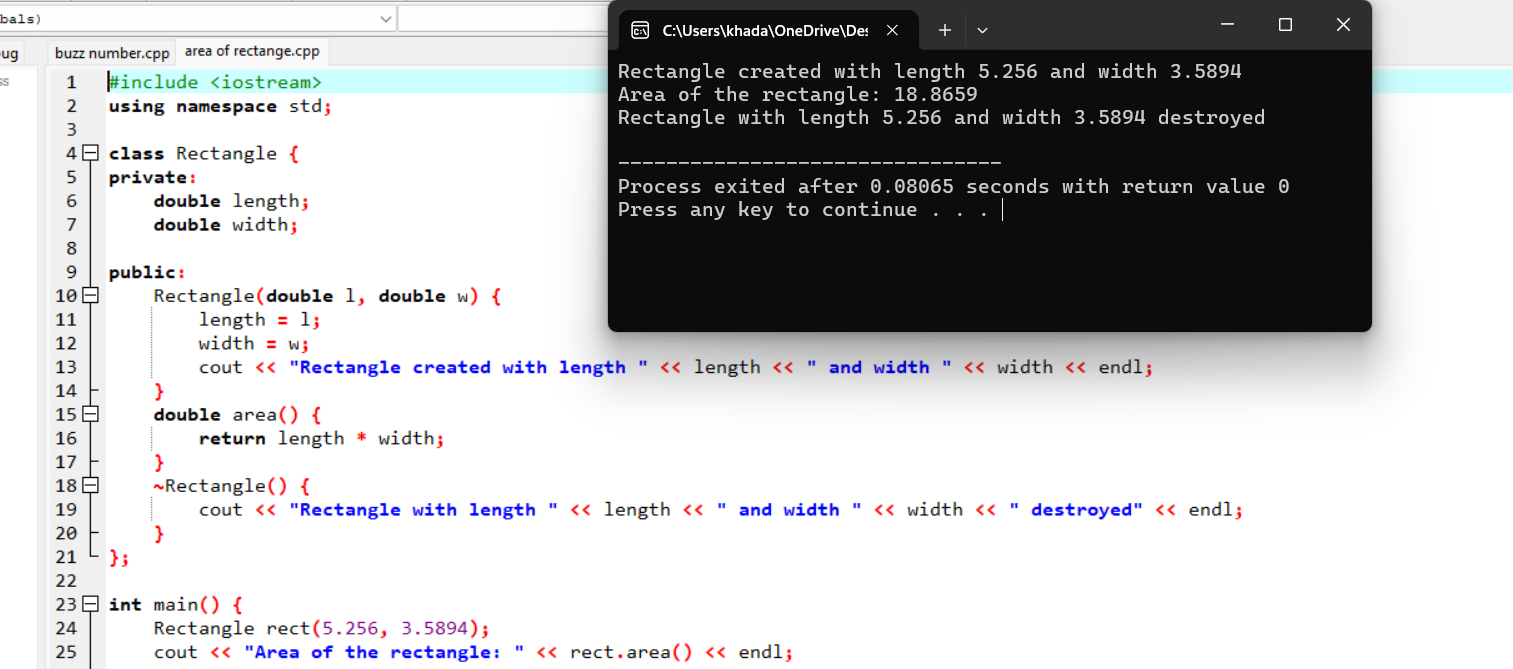 bals)
ug
ss
buzz number.cpp
area of rectange.cpp
1 #include <iostream>
2 using namespace std;
3
4 class Rectangle {
5 private:
6 double length;
7 double width;
8
9 public:
10 Rectangle(double l, double w) {
11 length = l;
12 width = w;
13 cout << "Rectangle created with length " << length << " and width " << width << endl;
14 }
15 double area() {
16 return length * width;
17 }
18 ~Rectangle() {
19 cout << "Rectangle with length " << length << " and width " << width << " destroyed" << endl;
20 }
21 };
22
23 int main() {
24 Rectangle rect(5.256, 3.5894);
25 cout << "Area of the rectangle: " << rect.area() << endl;
C:\Users\khada\OneDrive\Des
Rectangle created with length 5.256 and width 3.5894
Area of the rectangle: 18.8659
Rectangle with length 5.256 and width 3.5894 destroyed
--------------------------------
Process exited after 0.08065 seconds with return value 0
Press any key to continue . . .